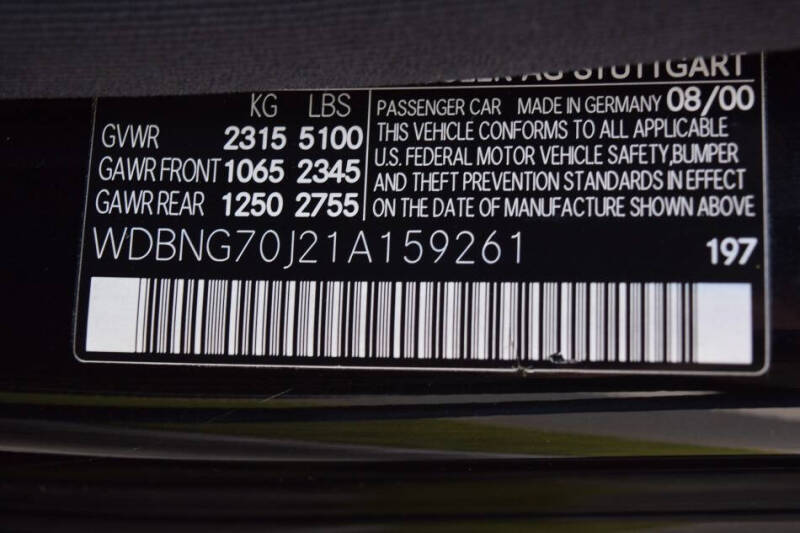 AG STUTTGART
KG LBS
GVWR 2315 5100
GAWR FRONT 1065 2345
GAWR REAR 1250 2755
PASSENGER CAR MADE IN GERMANY 08/00
THIS VEHICLE CONFORMS TO ALL APPLICABLE
U.S. FEDERAL MOTOR VEHICLE SAFETY,BUMPER
AND THEFT PREVENTION STANDARDS IN EFFECT
ON THE DATE OF MANUFACTURE SHOWN ABOVE
WDBNG70J21A159261 197